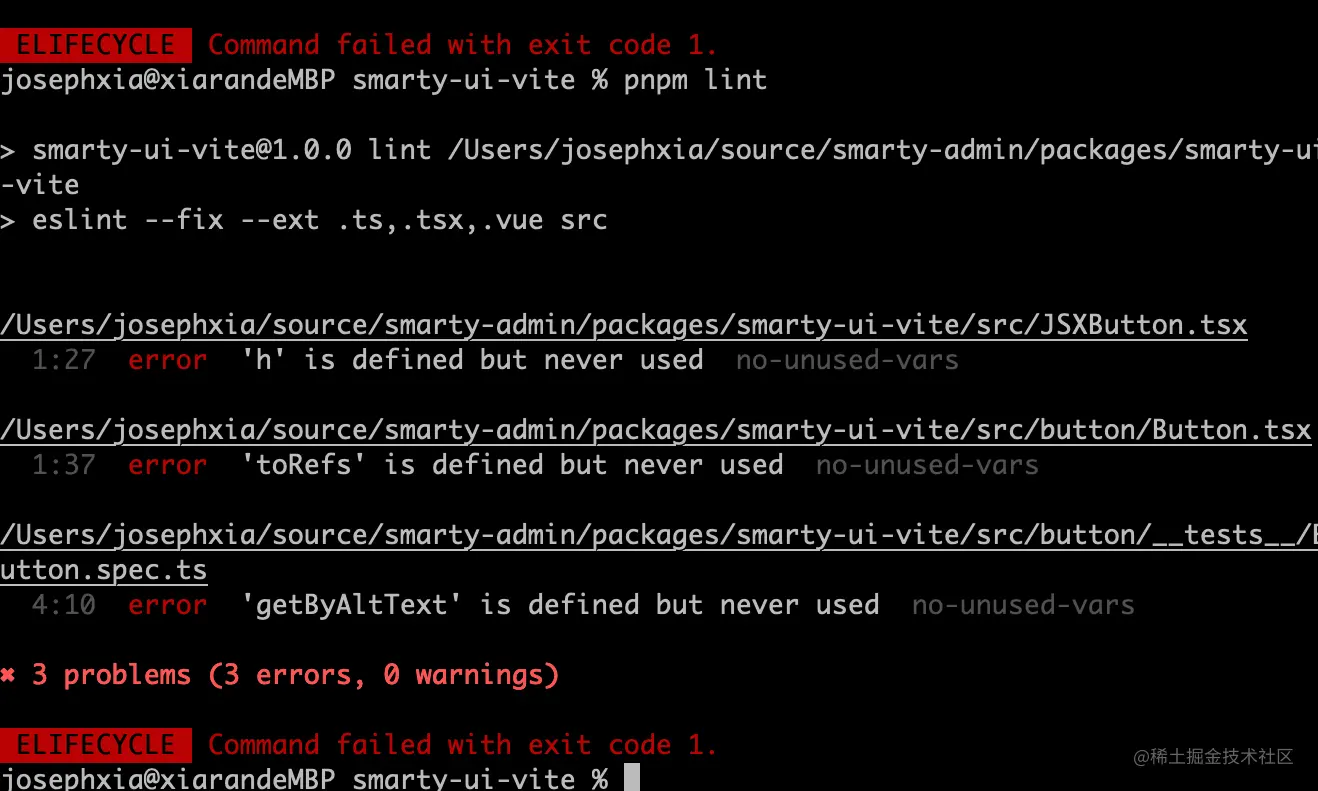 ELIFECYCLE  Command failed with exit code 1.
josephxia@xiarandeMBP smarty-ui-vite % pnpm lint
> smarty-ui-vite@1.0.0 lint /Users/josephxia/source/smarty-admin/packages/smarty-ui
-vite
> eslint --fix --ext .ts,.tsx,.vue src
/Users/josephxia/source/smarty-admin/packages/smarty-ui-vite/src/JSXButton.tsx
1:27  error  'h' is defined but never used  no-unused-vars
/Users/josephxia/source/smarty-admin/packages/smarty-ui-vite/src/button/Button.tsx
1:37  error  'toRefs' is defined but never used  no-unused-vars
/Users/josephxia/source/smarty-admin/packages/smarty-ui-vite/src/button/__tests__/B
utton.spec.ts
4:10  error  'getByAltText' is defined but never used  no-unused-vars
✖ 3 problems (3 errors, 0 warnings)
ELIFECYCLE  Command failed with exit code 1.
josephxia@xiarandeMBP smarty-ui-vite %
@稀土掘金技术社区